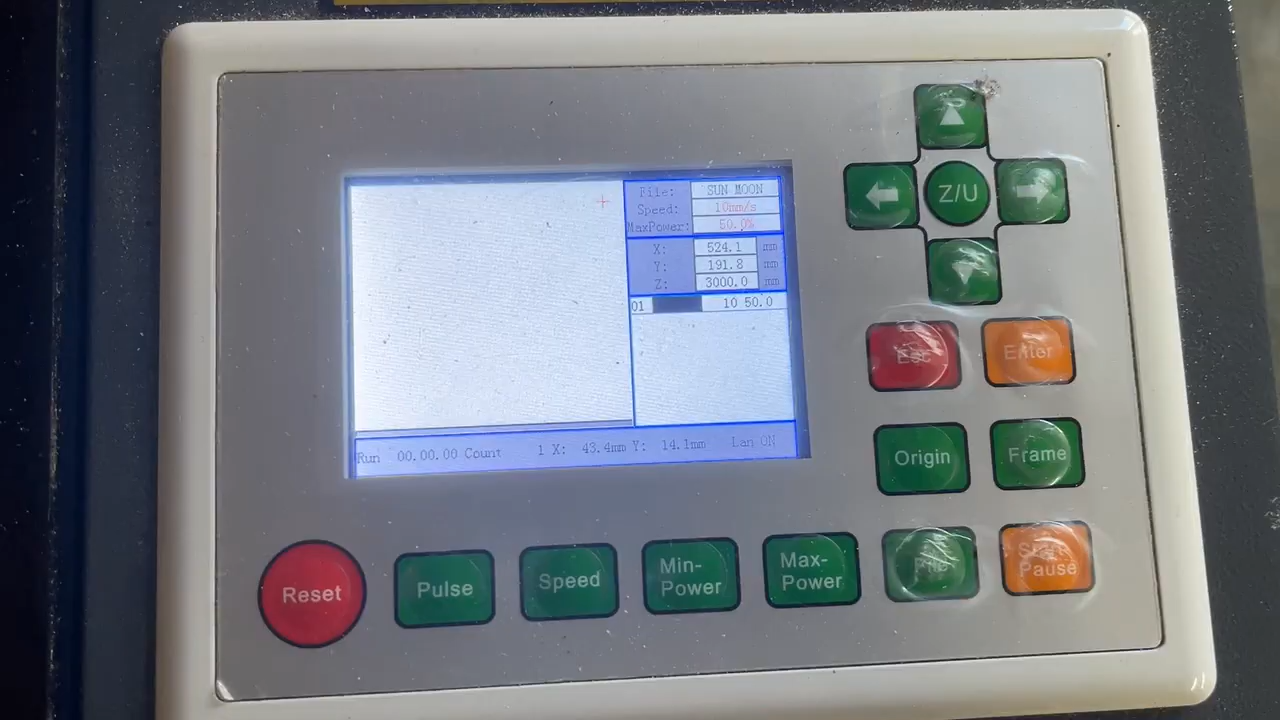 File: SUN MOON
Speed: 10mm/s
MaxPower: 50.0%
X: 524.1 mm
Y: 191.8 mm
Z: 3000.0 mm
01 10 50.0
Run 00.00.00 Count 1 X: 43.4mm Y: 14.1mm Lan ON
Z/U
Esc Enter
Origin Frame
Reset Pulse Speed Min-Power Max-Power File Start Pause